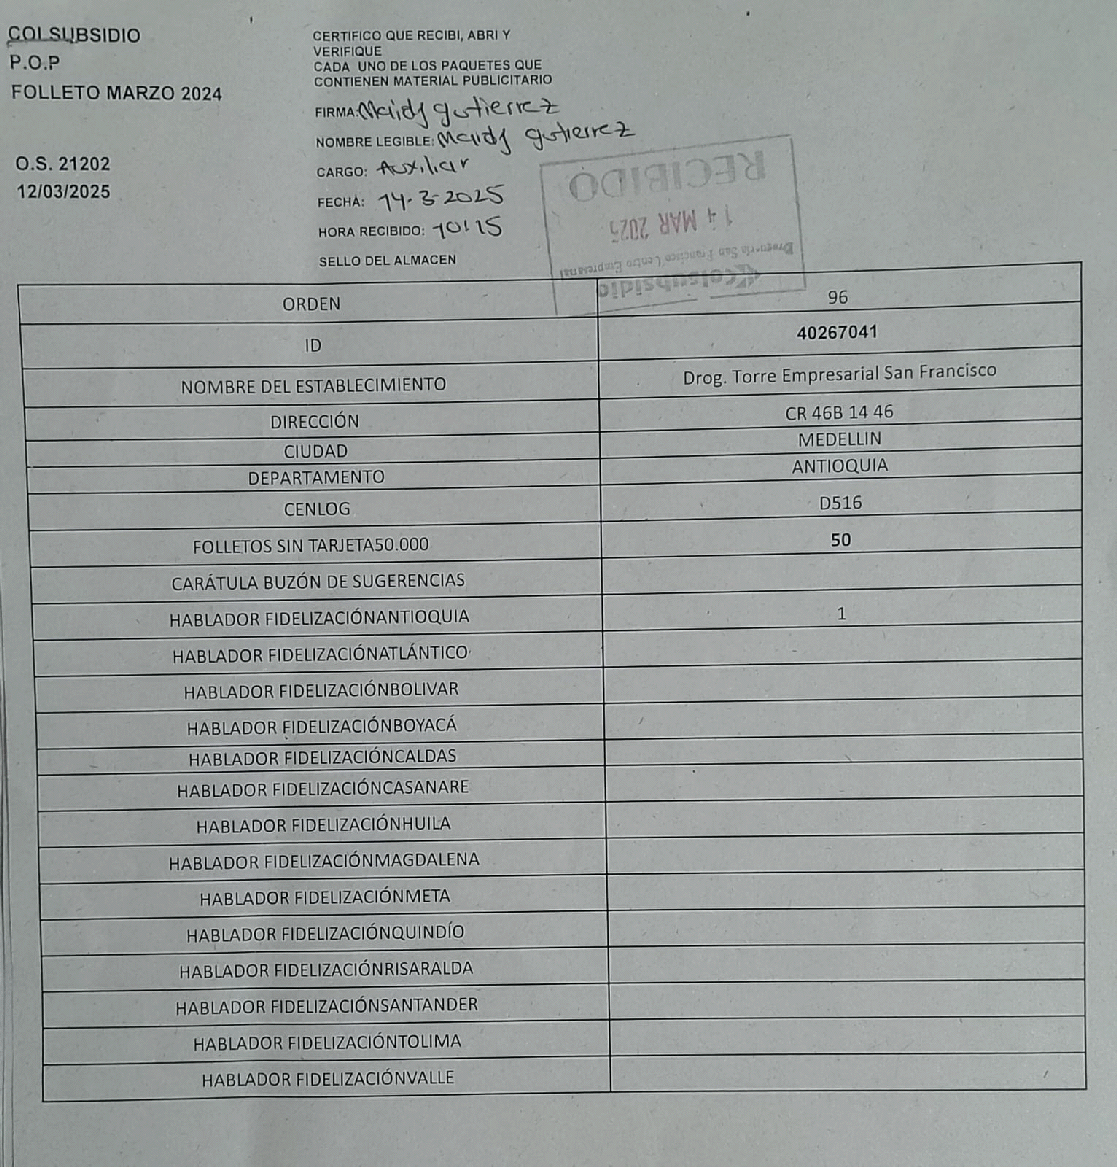 COLSUBSIDIO
P.O.P
FOLLETO MARZO 2024
O.S. 21202
12/03/2025
CERTIFICO QUE RECIBI, ABRI Y
VERIFIQUE
CADA UNO DE LOS PAQUETES QUE
CONTIENEN MATERIAL PUBLICITARIO
FIRMA: gutierrez
NOMBRE LEGIBLE: gutierrez
CARGO: Auxiliar
FECHA: 14-3-2025
HORA RECIBIDO: 10:15
SELLO DEL ALMACEN
Colsubsidio
Droguería San Francisco Centro Empresarial
14 MAR 2025
RECIBIDO
ORDEN 96
ID 40267041
NOMBRE DEL ESTABLECIMIENTO Drog. Torre Empresarial San Francisco
DIRECCIÓN CR 46B 14 46
CIUDAD MEDELLIN
DEPARTAMENTO ANTIOQUIA
CENLOG D516
FOLLETOS SIN TARJETA50.000 50
CARÁTULA BUZÓN DE SUGERENCIAS
HABLADOR FIDELIZACIÓNANTIOQUIA 1
HABLADOR FIDELIZACIÓNATLÁNTICO
HABLADOR FIDELIZACIÓNBOLIVAR
HABLADOR FIDELIZACIÓNBOYACÁ
HABLADOR FIDELIZACIÓNCALDAS
HABLADOR FIDELIZACIÓNCASANARE
HABLADOR FIDELIZACIÓNHUILA
HABLADOR FIDELIZACIÓNMAGDALENA
HABLADOR FIDELIZACIÓNMETA
HABLADOR FIDELIZACIÓNQUINDÍO
HABLADOR FIDELIZACIÓNRISARALDA
HABLADOR FIDELIZACIÓNSANTANDER
HABLADOR FIDELIZACIÓNTOLIMA
HABLADOR FIDELIZACIÓNVALLE